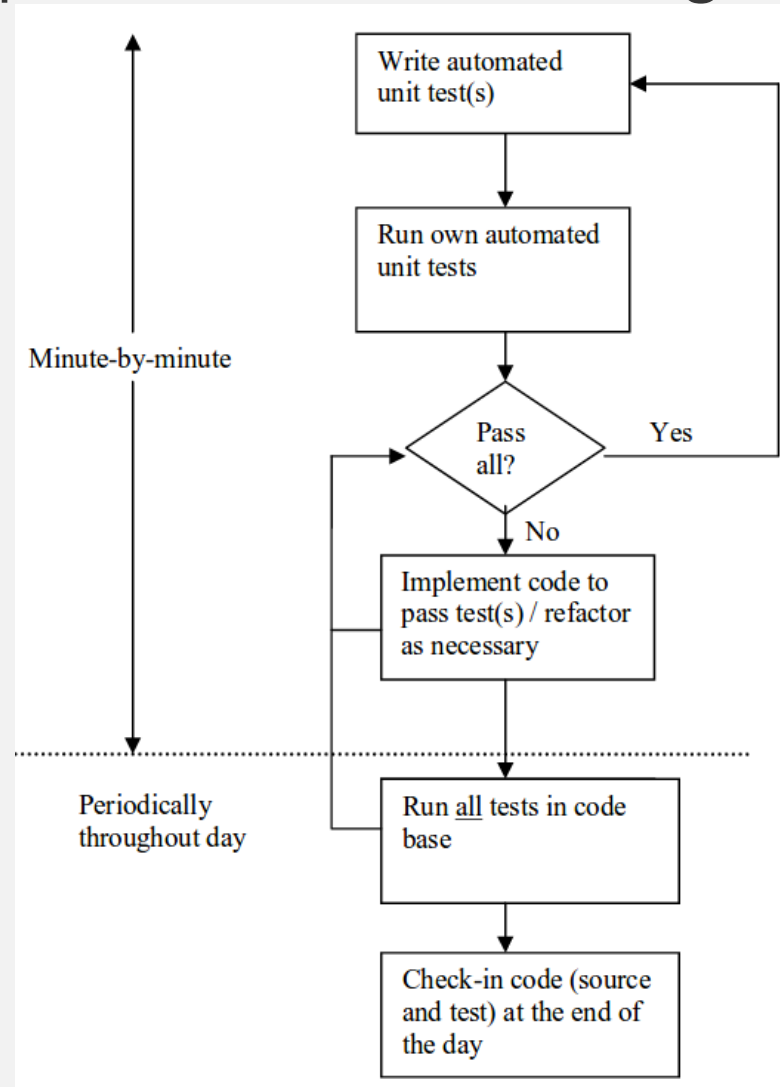 Write automated
unit test(s)
Run own automated
unit tests
Minute-by-minute
Pass
all?
Yes
No
Implement code to
pass test(s) / refactor
as necessary
Periodically
throughout day
Run all tests in code
base
Check-in code (source
and test) at the end of
the day